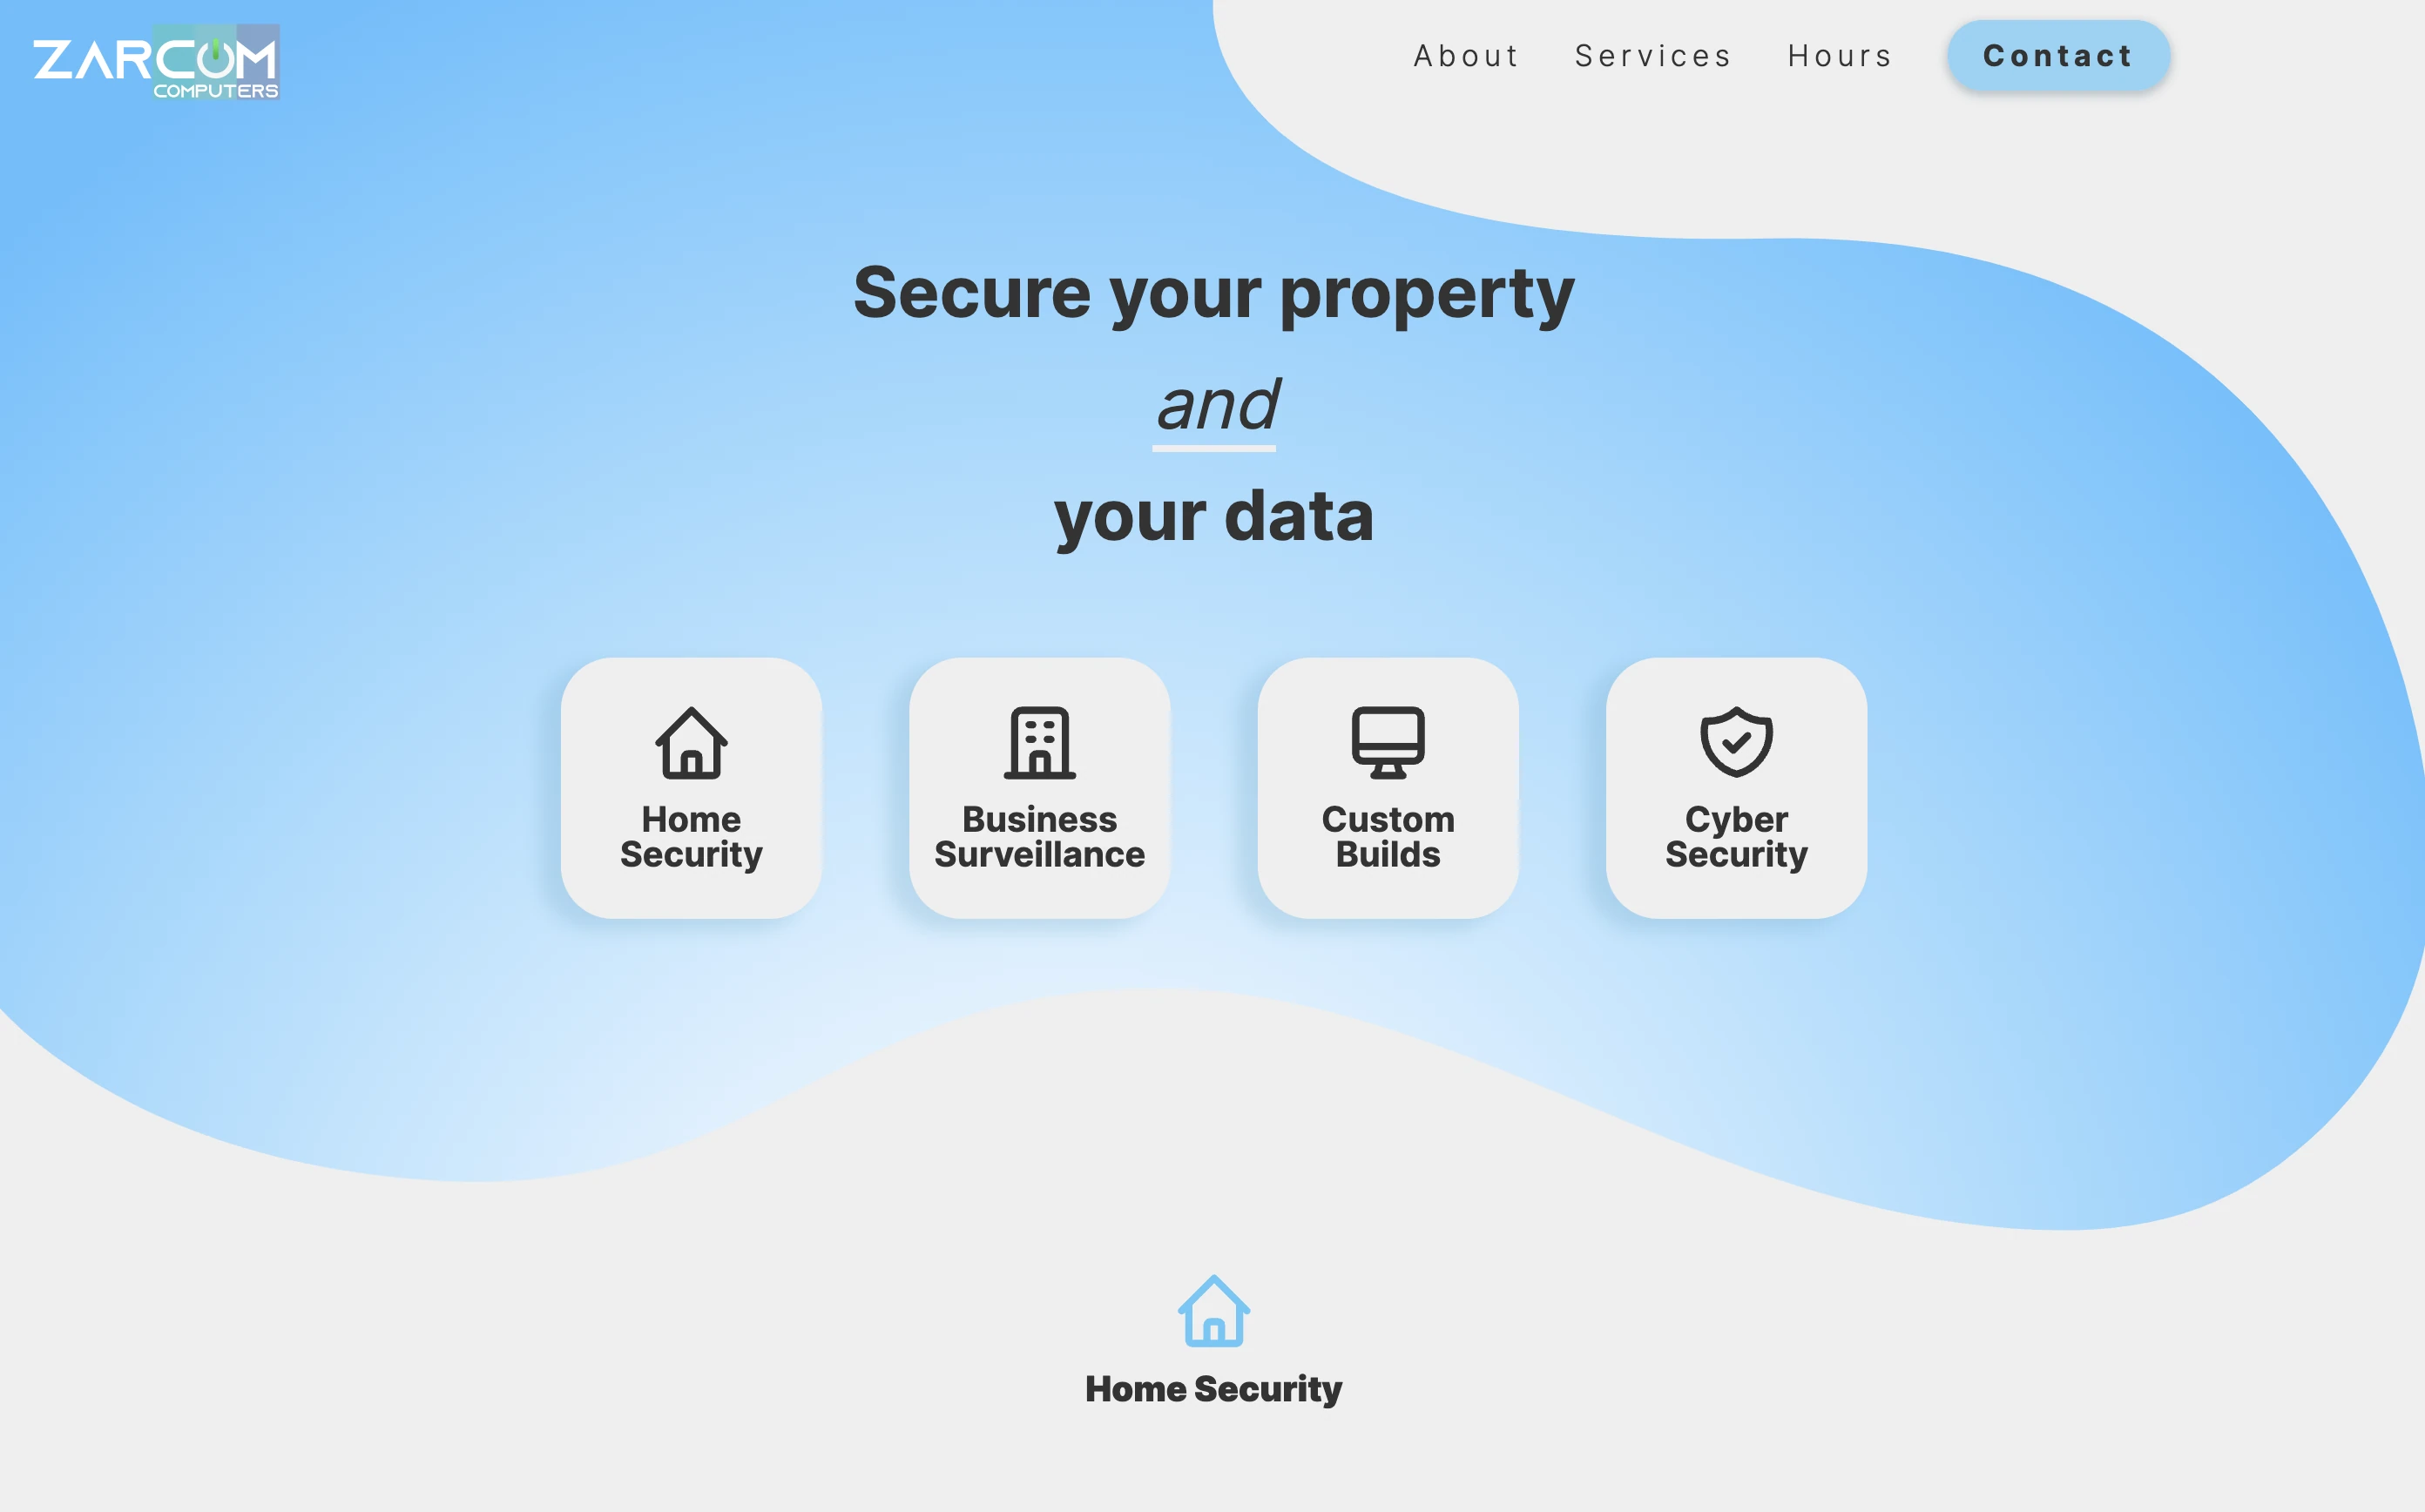 ZARCOM
COMPUTERS
About Services Hours Contact
Secure your property
and
your data
Home
Security
Business
Surveillance
Custom
Builds
Cyber
Security
Home Security